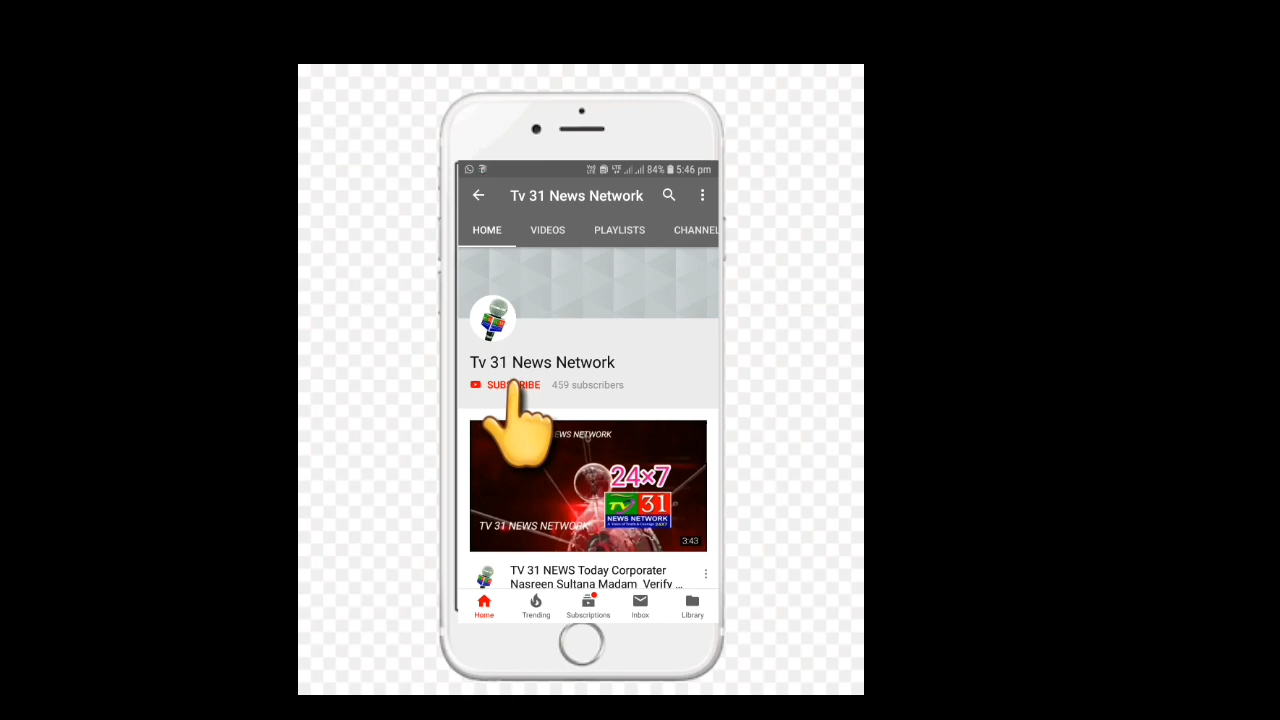 84% 5:46 pm
Tv 31 News Network
HOME VIDEOS PLAYLISTS CHANNEL
Tv 31 News Network
SUBSCRIBE 459 subscribers
EWS NETWORK
24×7
TV 31
NEWS NETWORK
TV 31 NEWS NETWORK
3:43
TV 31 NEWS Today Corporater
Nasreen Sultana Madam Verify ...
Home Trending Subscriptions Inbox Library